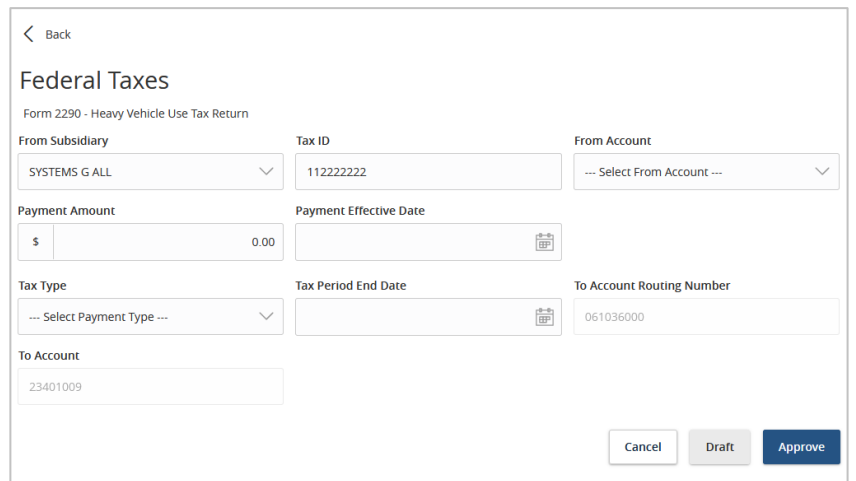 Back
Federal Taxes
Form 2290 - Heavy Vehicle Use Tax Return
From Subsidiary Tax ID From Account
SYSTEMS G ALL 112222222 --- Select From Account ---
Payment Amount Payment Effective Date
$ 0.00
Tax Type Tax Period End Date To Account Routing Number
--- Select Payment Type --- 061036000
To Account
23401009
Cancel Draft Approve